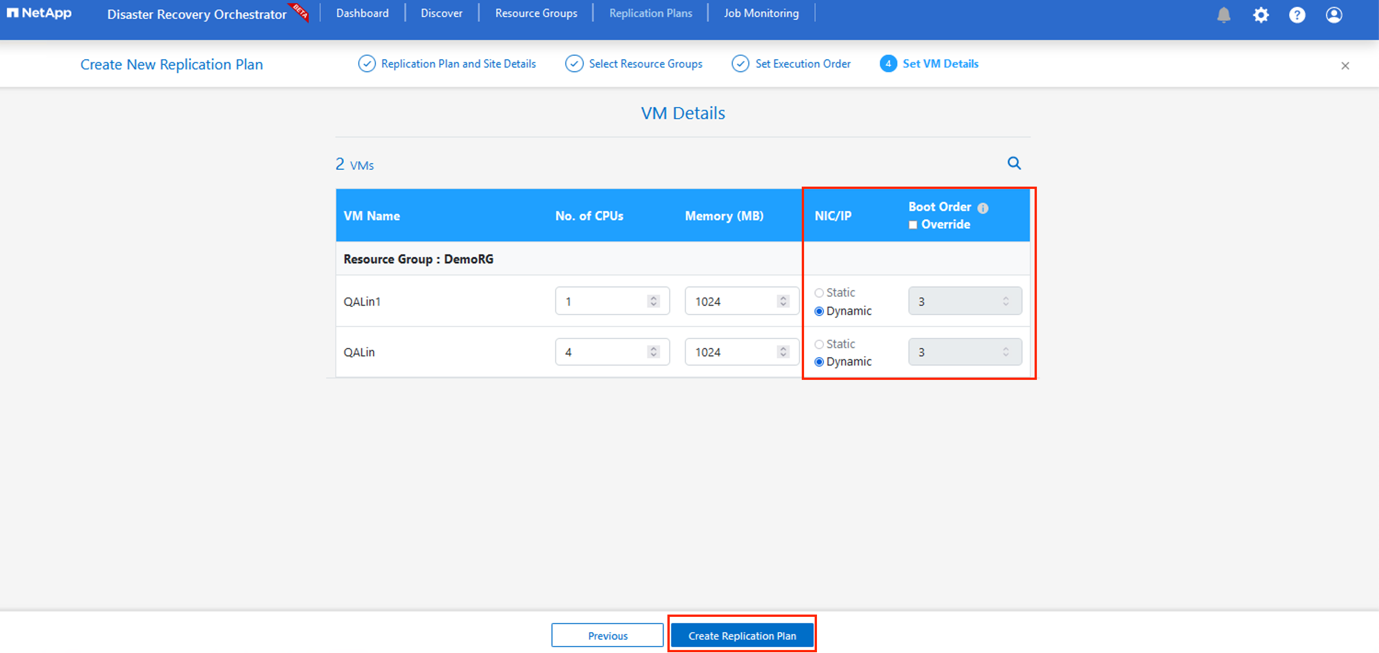 NetApp
Disaster Recovery Orchestrator BETA
Dashboard
Discover
Resource Groups
Replication Plans
Job Monitoring
Create New Replication Plan
Replication Plan and Site Details
Select Resource Groups
Set Execution Order
4 Set VM Details
VM Details
2 VMs
VM Name
No. of CPUs
Memory (MB)
NIC/IP
Boot Order
Override
Resource Group : DemoRG
QALin1
1
1024
Static
Dynamic
3
QALin
4
1024
Static
Dynamic
3
Previous
Create Replication Plan